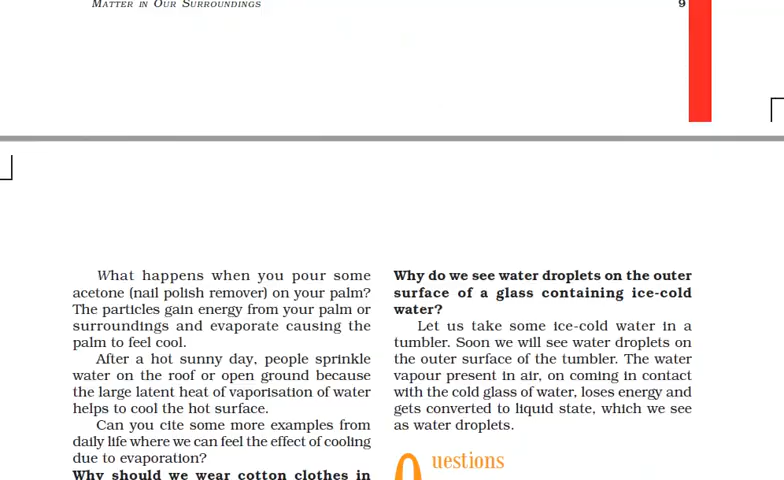 MATTER IN OUR SURROUNDINGS
9
What happens when you pour some
acetone (nail polish remover) on your palm?
The particles gain energy from your palm or
surroundings and evaporate causing the
palm to feel cool.
After a hot sunny day, people sprinkle
water on the roof or open ground because
the large latent heat of vaporisation of water
helps to cool the hot surface.
Can you cite some more examples from
daily life where we can feel the effect of cooling
due to evaporation?
Why should we wear cotton clothes in
Why do we see water droplets on the outer
surface of a glass containing ice-cold
water?
Let us take some ice-cold water in a
tumbler. Soon we will see water droplets on
the outer surface of the tumbler. The water
vapour present in air, on coming in contact
with the cold glass of water, loses energy and
gets converted to liquid state, which we see
as water droplets.
Questions